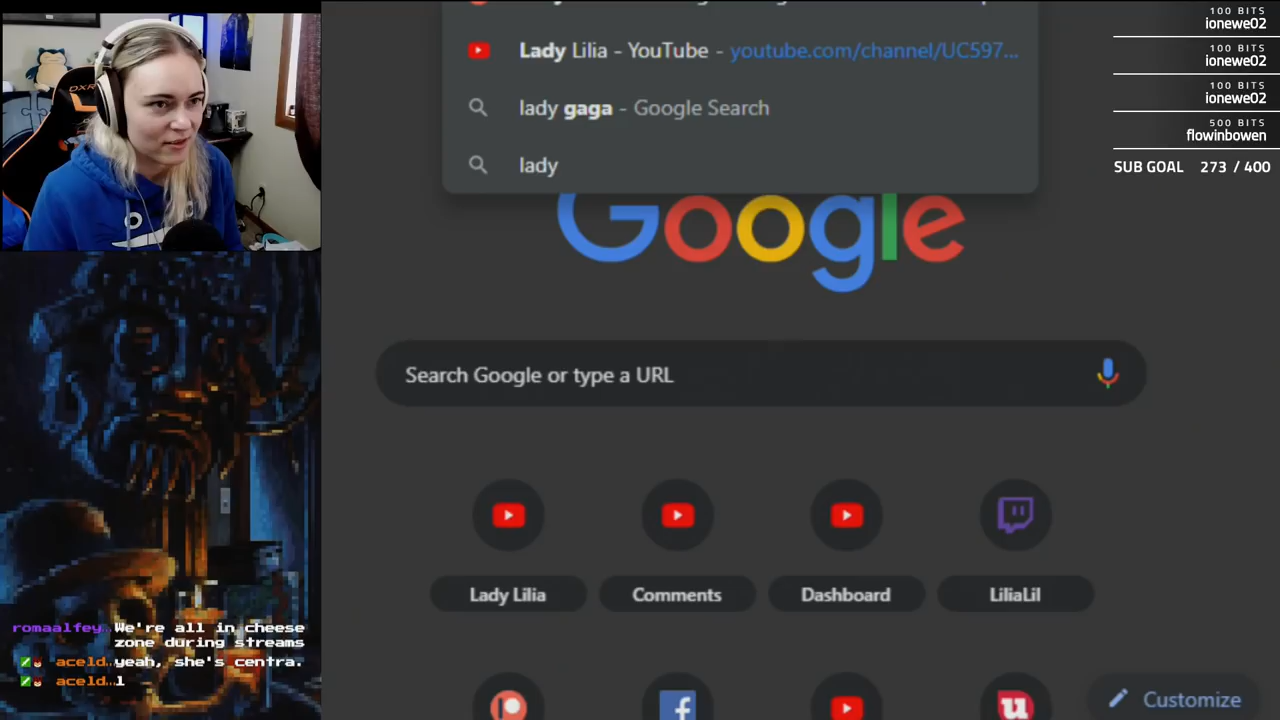 100 BITS
ionewe02
100 BITS
ionewe02
100 BITS
ionewe02
500 BITS
flowinbowen
SUB GOAL 273 / 400
Lady Lilia - YouTube - youtube.com/channel/UC597...
lady gaga - Google Search
lady
Google
Search Google or type a URL
Lady Lilia
Comments
Dashboard
LiliaLil
Customize
romaalfey.. We're all in cheese
zone during streams
aceld.. yeah, she's centra.
aceld.. l